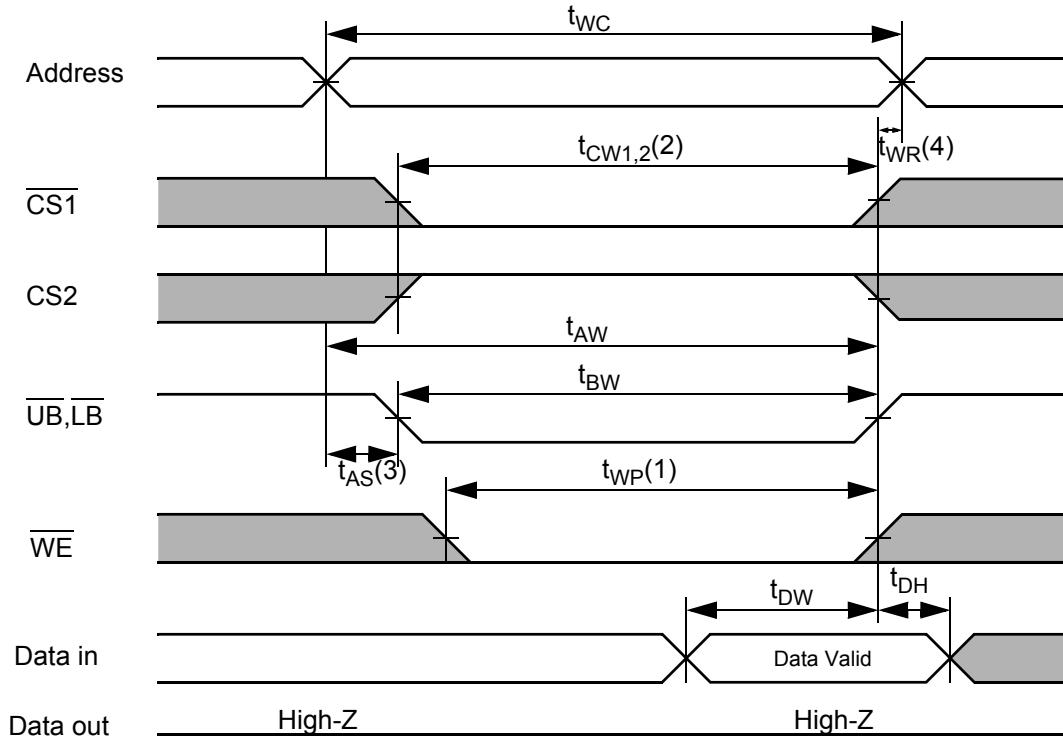 tWC
Address
tCW1,2(2)
tWR(4)
CS1
CS2
tAW
tBW
UB,LB
tAS(3)
tWP(1)
WE
tDW
tDH
Data in
Data Valid
Data out
High-Z
High-Z